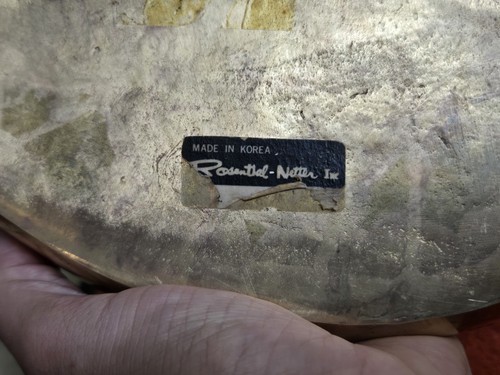 MADE IN KOREA
Rosenthal-Netter Inc